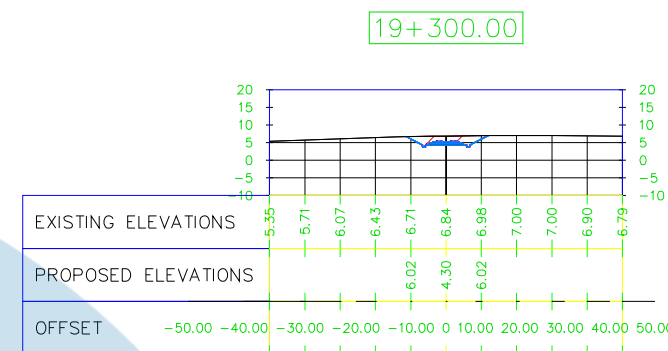 19+300.00
20 20
15 15
10 10
5 5
0 0
-5 -5
-10 -10
EXISTING ELEVATIONS 5.35 5.71 6.07 6.43 6.71 6.84 6.98 7.00 7.00 6.90 6.79
PROPOSED ELEVATIONS 6.02 4.30 6.02
OFFSET -50.00 -40.00 -30.00 -20.00 -10.00 0 10.00 20.00 30.00 40.00 50.00